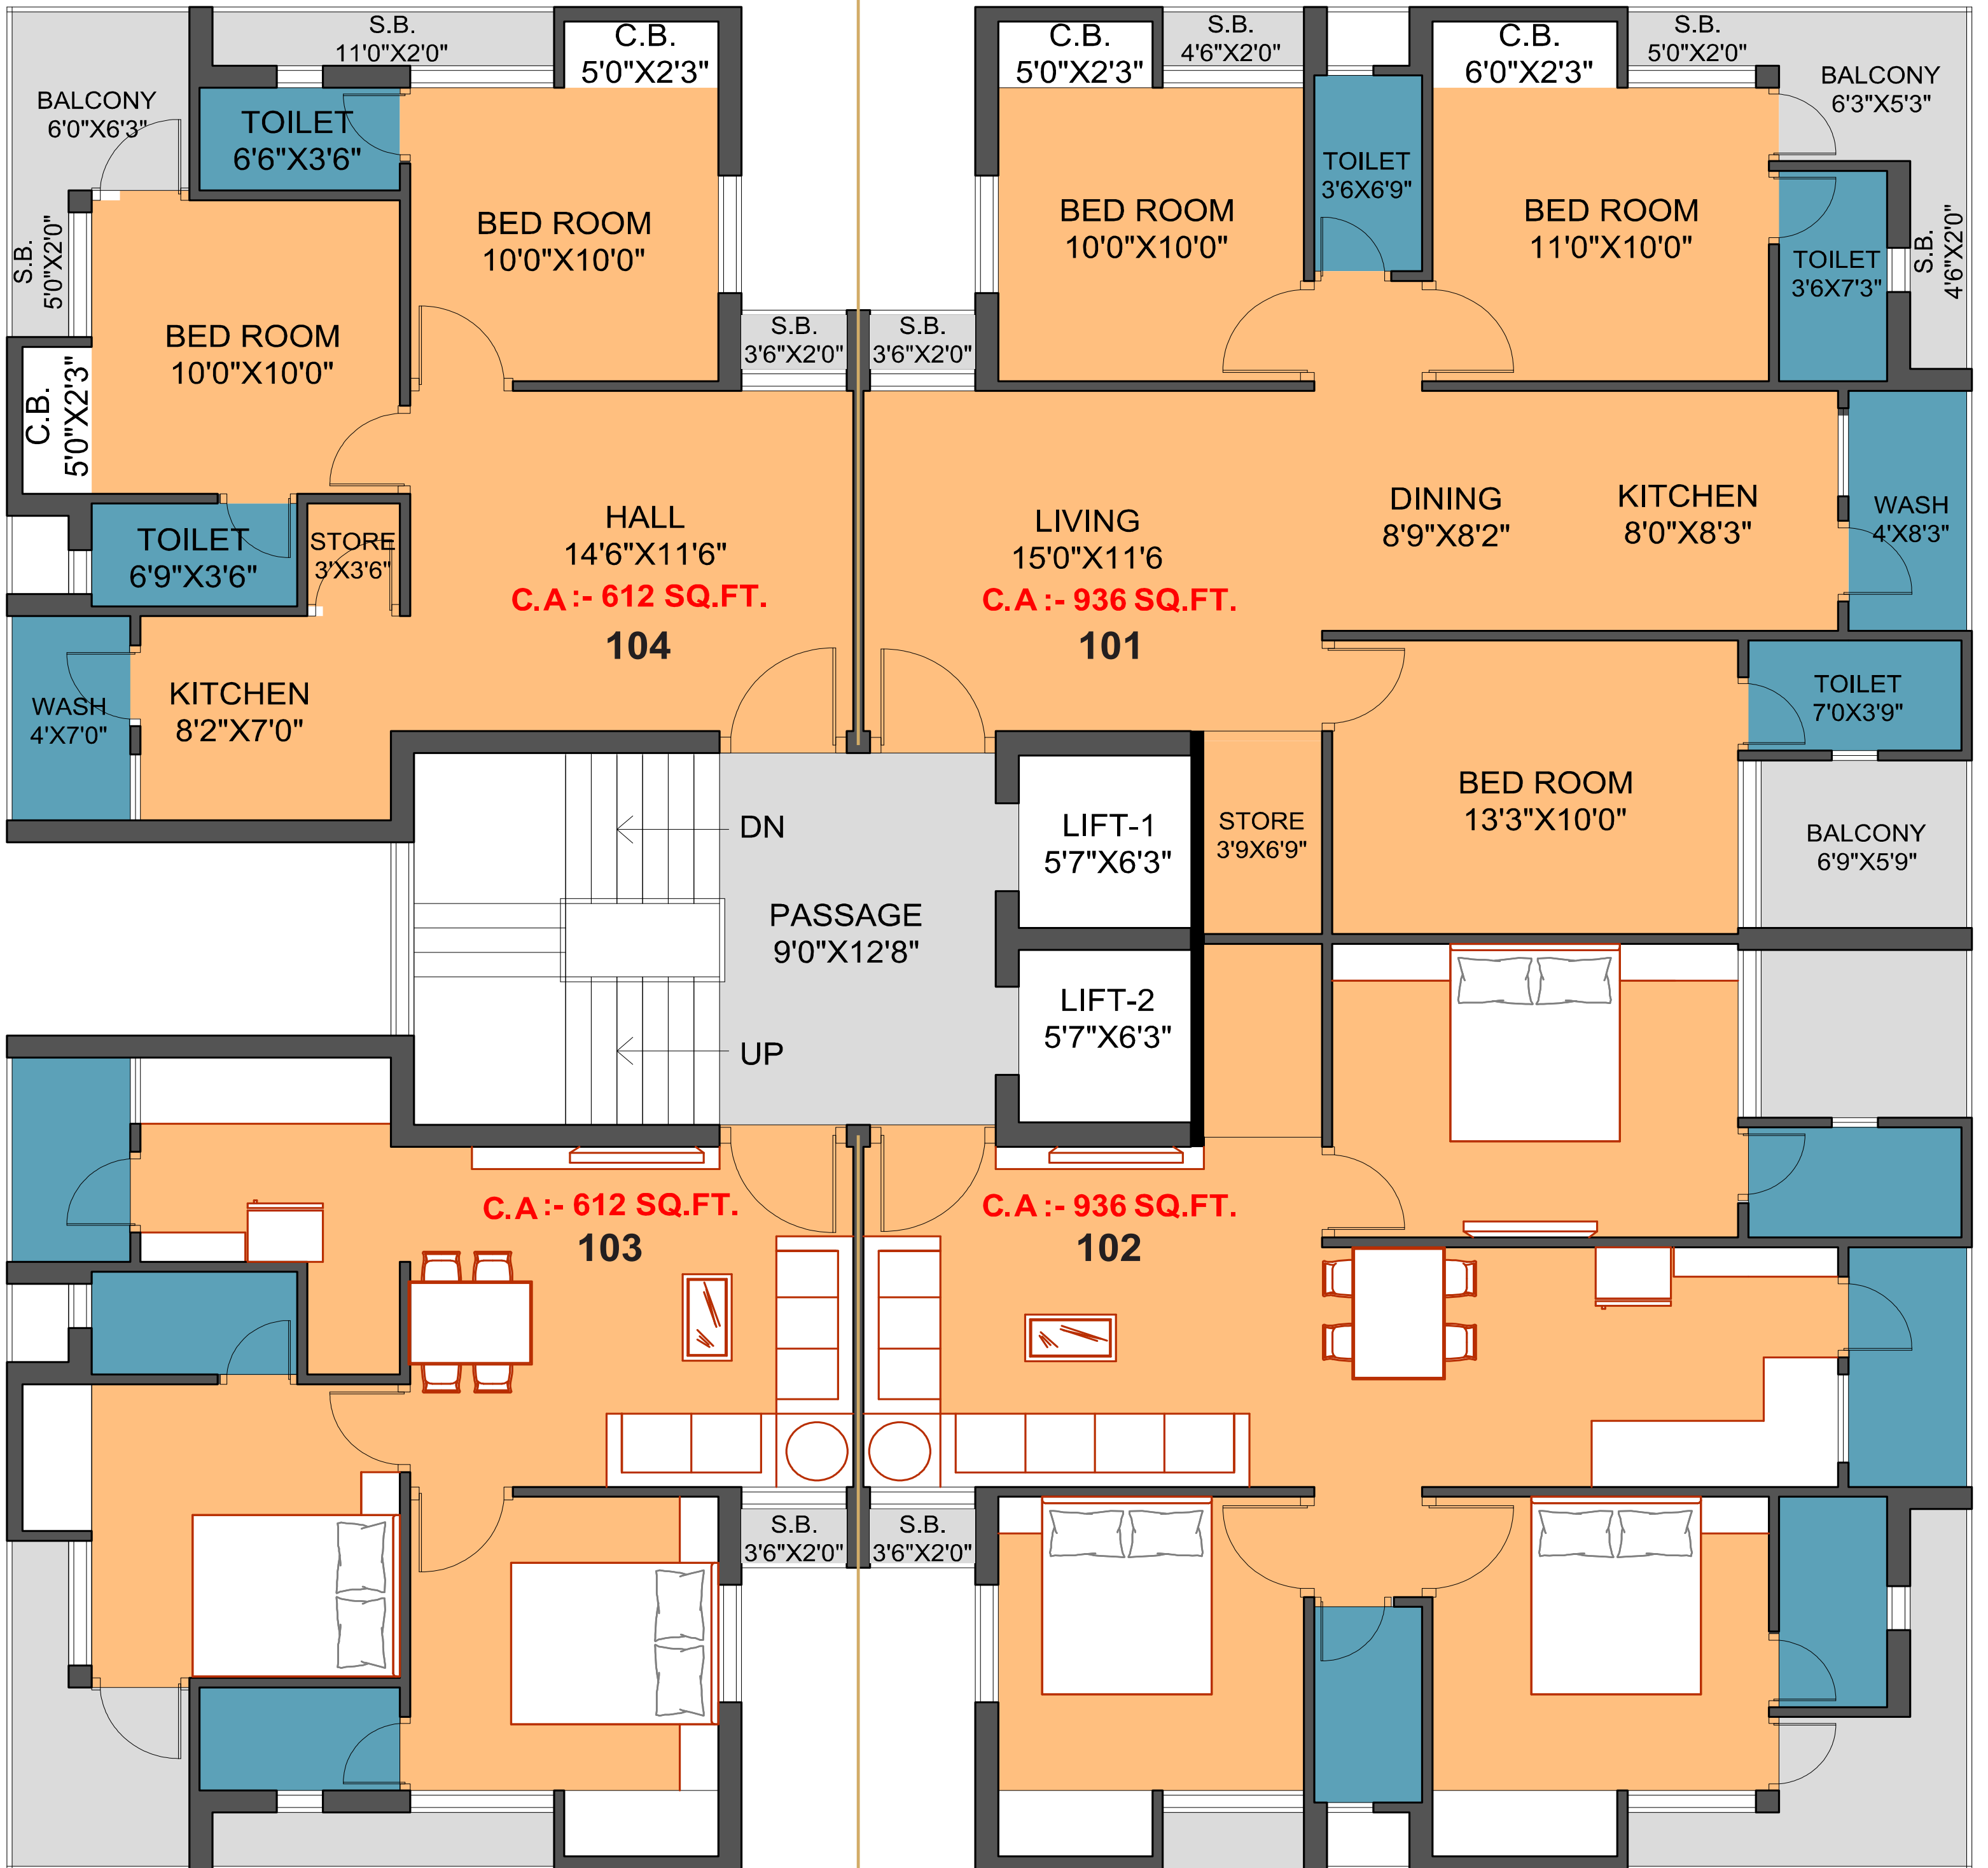 S.B.
11'0"X2'0"
C.B.
5'0"X2'3"
BALCONY
6'0"X6'3"
TOILET
6'6"X3'6"
BED ROOM
10'0"X10'0"
S.B.
5'0"X2'0"
BED ROOM
10'0"X10'0"
C.B.
5'0"X2'3"
S.B.
3'6"X2'0"
TOILET
6'9"X3'6"
STORE
3'X3'6"
HALL
14'6"X11'6"
C.A :- 612 SQ.FT.
104
WASH
4'X7'0"
KITCHEN
8'2"X7'0"
C.B.
5'0"X2'3"
S.B.
4'6"X2'0"
C.B.
6'0"X2'3"
S.B.
5'0"X2'0"
BALCONY
6'3"X5'3"
TOILET
3'6X6'9"
BED ROOM
10'0"X10'0"
BED ROOM
11'0"X10'0"
TOILET
3'6X7'3"
S.B.
4'6"X2'0"
S.B.
3'6"X2'0"
LIVING
15'0"X11'6
C.A :- 936 SQ.FT.
101
DINING
8'9"X8'2"
KITCHEN
8'0"X8'3"
WASH
4'X8'3"
TOILET
7'0X3'9"
BED ROOM
13'3"X10'0"
STORE
3'9X6'9"
BALCONY
6'9"X5'9"
DN
LIFT-1
5'7"X6'3"
PASSAGE
9'0"X12'8"
LIFT-2
5'7"X6'3"
UP
C.A :- 612 SQ.FT.
103
C.A :- 936 SQ.FT.
102
S.B.
3'6"X2'0"
S.B.
3'6"X2'0"